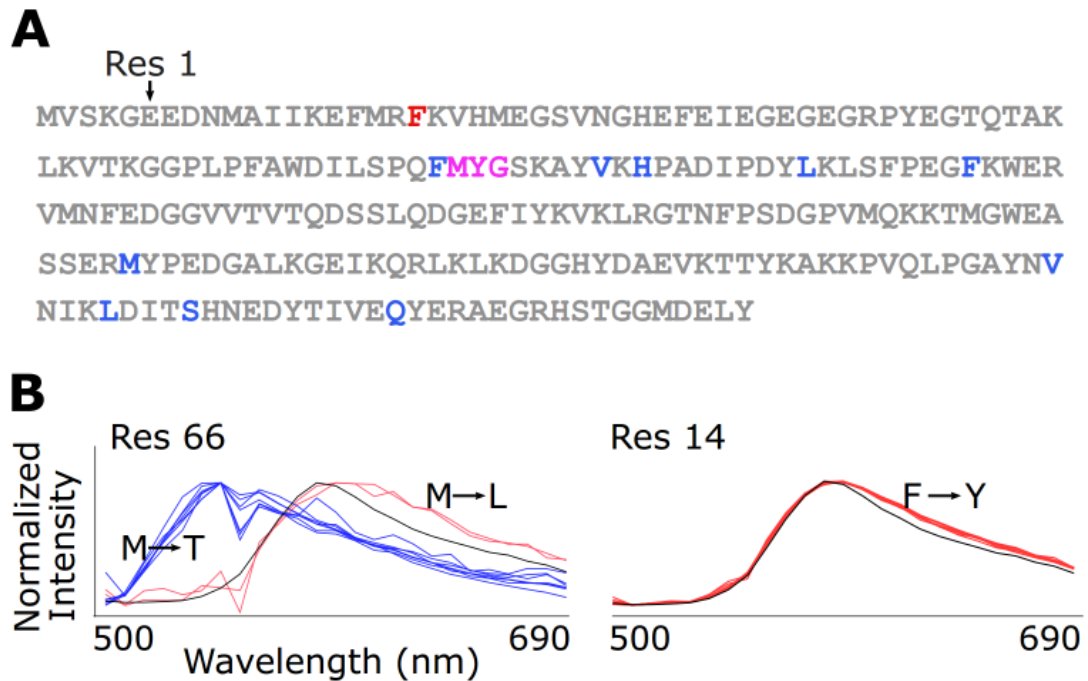 A
Res 1
MVSKGEEDNMAIIKEFMRFKVHMEGSVNGHEFEIEGEGEGRPYEGTQTAK
LKVTKGGPLPFAWDILSPQFMYGSKAYVKHPADIPDYLKLSFPEGFKWER
VMNFEDGGVVTVTQDSSLQDGEFIYKVKLRGTNFPSDGPVMQKKTMGWEA
SSERMYPEDGALKGEIKQRLKLKDGGHYDAEVKTTYKAKKPVQLPGAYNV
NIKLDITSHNEDYTIVEQYERAEGRHSTGGMDELY
B
Res 66
Res 14
Normalized
Intensity
M→L
M→T
F→Y
500
690
500
690
Wavelength (nm)